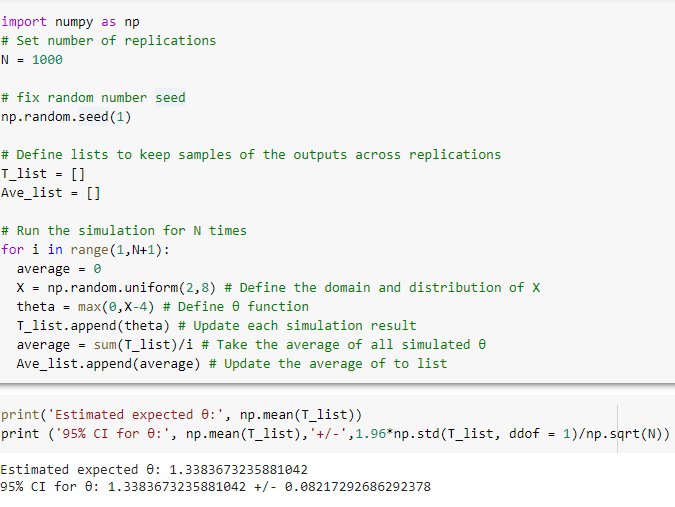 import numpy as np
# Set number of replications
N = 1000
# fix random number seed
np.random.seed(1)
# Define lists to keep samples of the outputs across replications
T_list = []
Ave_list = []
# Run the simulation for N times
for i in range(1,N+1):
average = 0
X = np.random.uniform(2,8) # Define the domain and distribution of X
theta = max(0,X-4) # Define θ function
T_list.append(theta) # Update each simulation result
average = sum(T_list)/i # Take the average of all simulated θ
Ave_list.append(average) # Update the average of to list
print('Estimated expected θ:', np.mean(T_list))
print ('95% CI for θ:', np.mean(T_list),'+/-',1.96*np.std(T_list, ddof = 1)/np.sqrt(N))
Estimated expected θ: 1.3383673235881042
95% CI for θ: 1.3383673235881042 +/- 0.08217292686292378